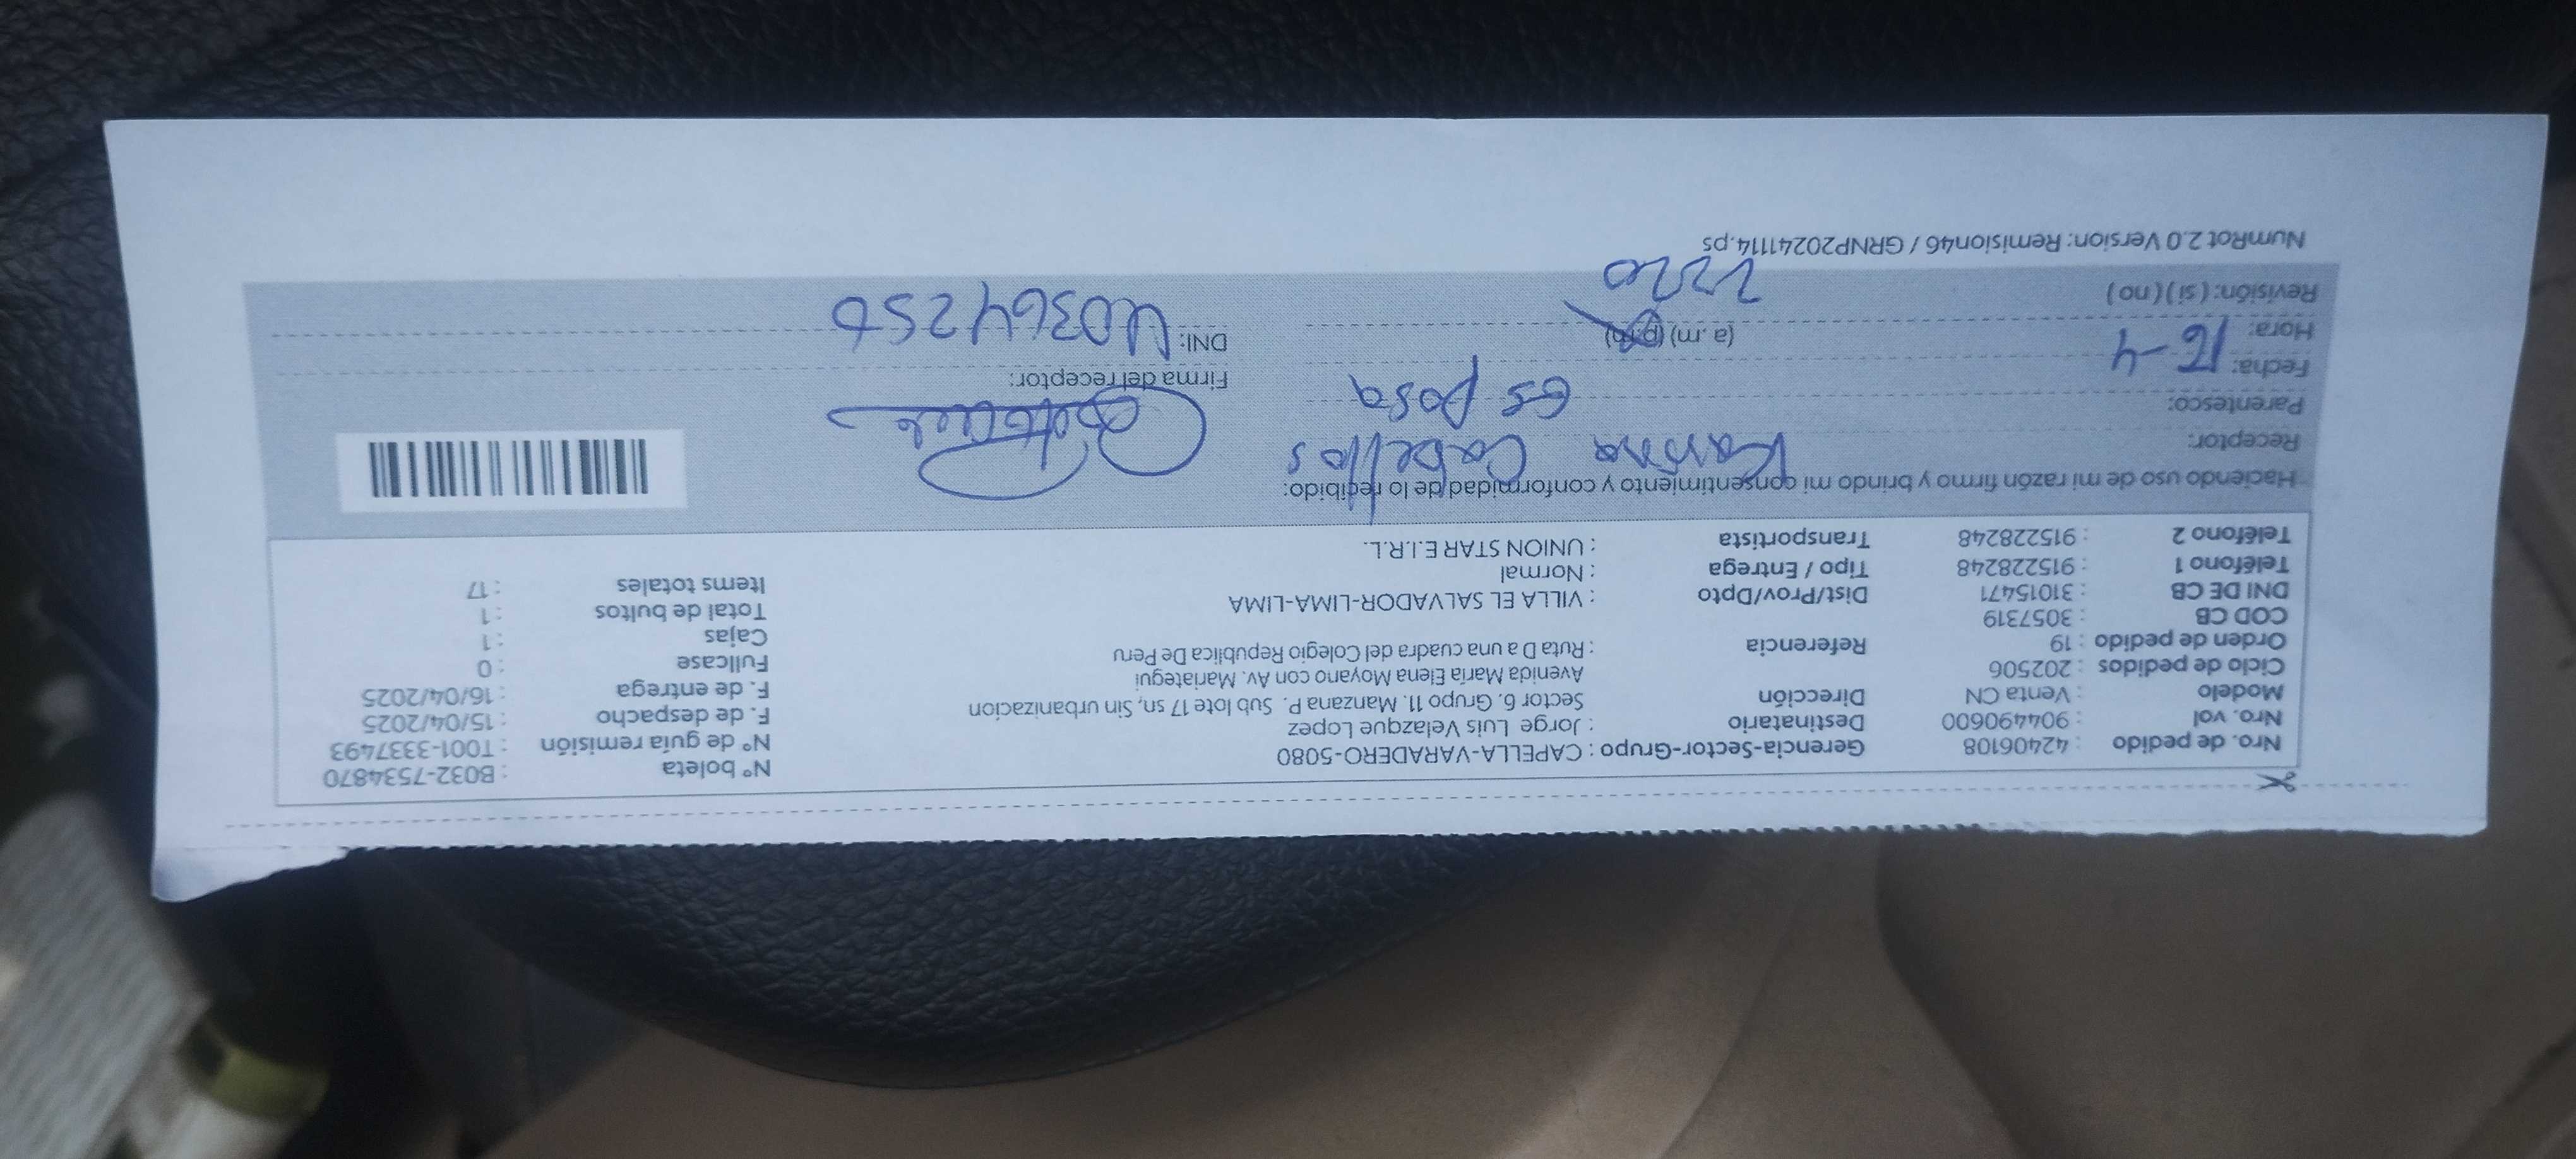 Nro. de pedido : 42406108 Gerencia-Sector-Grupo : CAPELLA-VARADERO-5080 N° boleta : B032-7534870
Nro. vol : 904490600 Destinatario : Jorge Luis Velazque Lopez N° de guía remisión : T001-3337493
Modelo : Venta CN Dirección Sector 6. Grupo 11. Manzana P. Sub lote 17 sn, Sin urbanizacion F. de despacho : 15/04/2025
Ciclo de pedidos : 202506 Avenida María Elena Moyano con Av. Mariategui F. de entrega : 16/04/2025
Orden de pedido : 19 Referencia : Ruta D a una cuadra del Colegio Republica De Peru Fullcase : 0
COD CB : 3057319 Cajas : 1
DNI DE CB : 31015471 Dist/Prov/Dpto : VILLA EL SALVADOR-LIMA-LIMA Total de bultos : 1
Teléfono 1 : 915228248 Tipo / Entrega : Normal Items totales : 17
Teléfono 2 : 915228248 Transportista : UNION STAR E.I.R.L.
Haciendo uso de mi razón firmo y brindo mi consentimiento y conformidad de lo recibido:
Receptor: Karina Cabellos
Parentesco: esposa
Fecha: 16-4 Firma del receptor:
Hora: (a. m) (p. m) DNI: 40364250
Revisión: ( si ) ( no )
NumRot 2.0 Version: Remision46 / GRNP20241114.ps